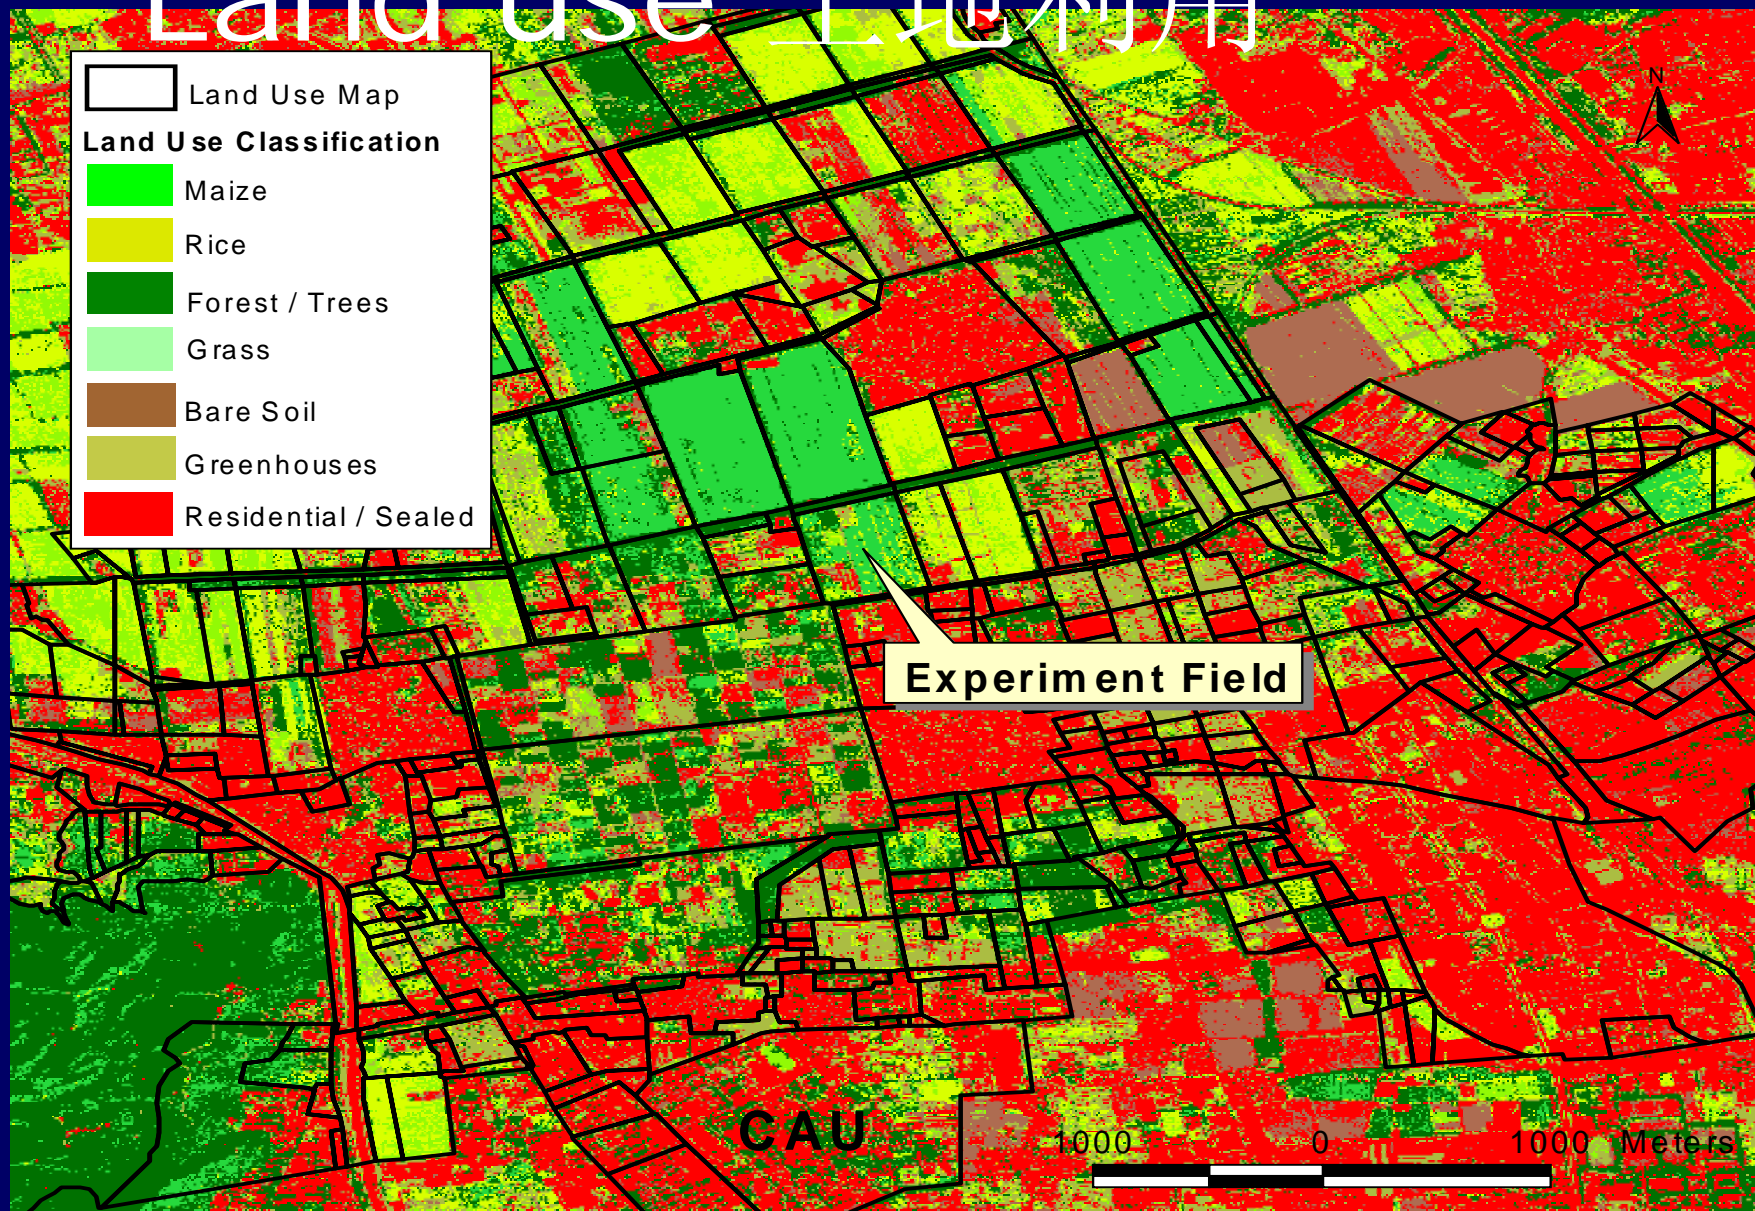 Land use 土地利用
N
Land Use Map
Land Use Classification
Maize
Rice
Forest / Trees
Grass
Bare Soil
Greenhouses
Residential / Sealed
Experiment Field
CAU
1000 0 1000 Meters